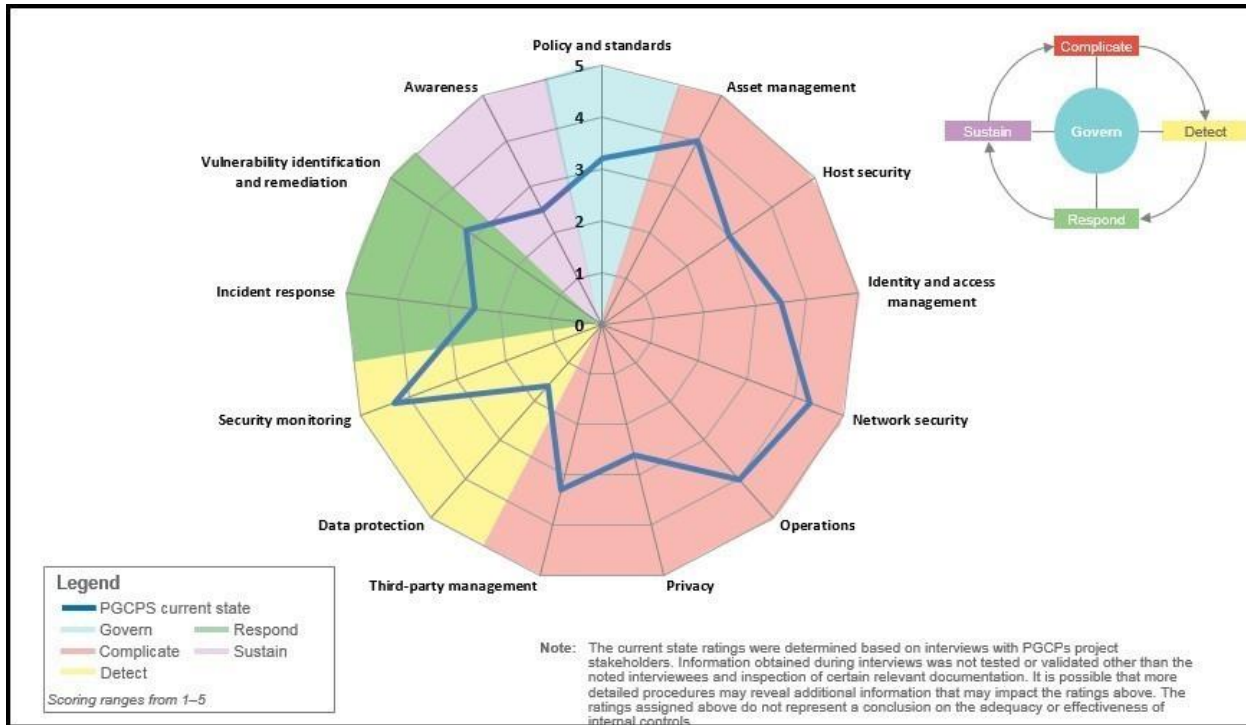 Policy and standards
5
4
3
2
1
0
Asset management
Host security
Identity and access
management
Network security
Operations
Privacy
Third-party management
Data protection
Security monitoring
Incident response
Vulnerability identification
and remediation
Awareness
Complicate
Sustain
Govern
Detect
Respond
Legend
PGCPS current state
Govern
Respond
Complicate
Sustain
Detect
Scoring ranges from 1–5
Note: The current state ratings were determined based on interviews with PGCPs project
stakeholders. Information obtained during interviews was not tested or validated other than the
noted interviewees and inspection of certain relevant documentation. It is possible that more
detailed procedures may reveal additional information that may impact the ratings above. The
ratings assigned above do not represent a conclusion on the adequacy or effectiveness of
internal controls.